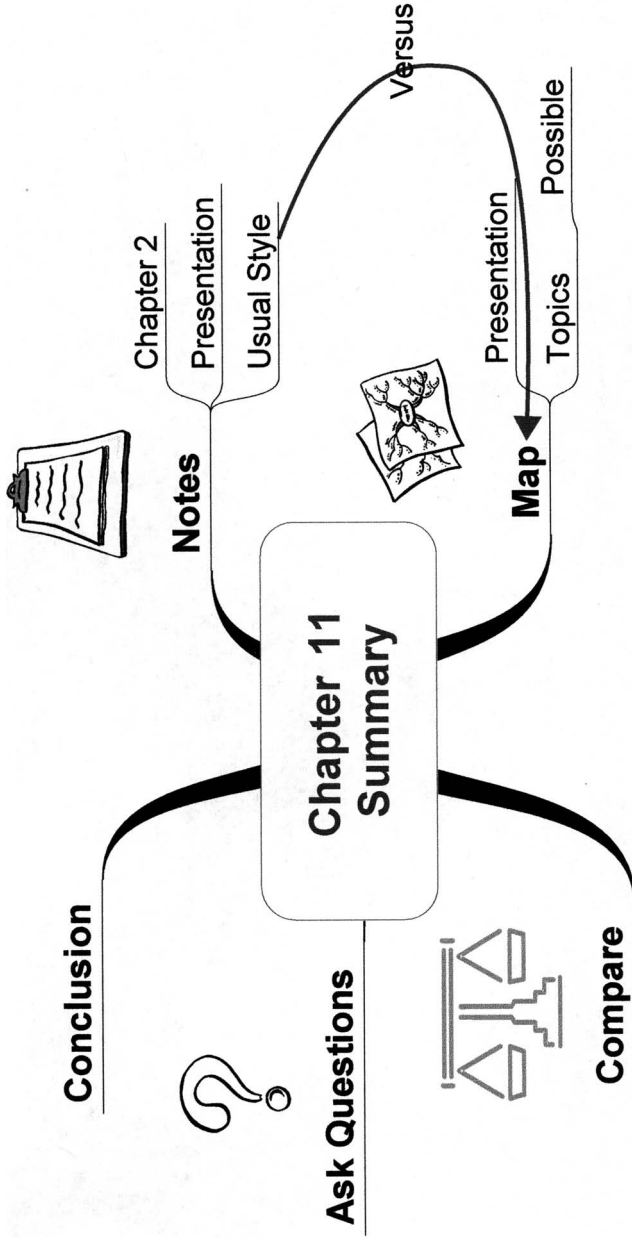 Chapter 11
Summary
Notes
Chapter 2
Presentation
Usual Style
Versus
Map
Presentation
Topics
Possible
Compare
Ask Questions
Conclusion